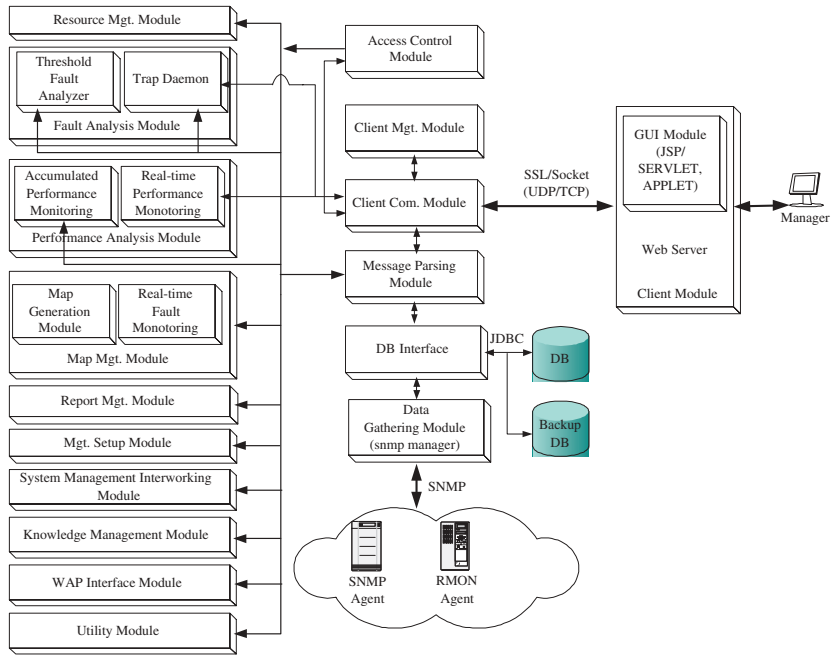 Resource Mgt. Module
Threshold
Fault
Analyzer
Trap Daemon
Fault Analysis Module
Accumulated
Performance
Monitoring
Real-time
Performance
Monotoring
Performance Analysis Module
Map
Generation
Module
Real-time
Fault
Monotoring
Map Mgt. Module
Report Mgt. Module
Mgt. Setup Module
System Management Interworking
Module
Knowledge Management Module
WAP Interface Module
Utility Module
Access Control
Module
Client Mgt. Module
Client Com. Module
Message Parsing
Module
DB Interface
Data
Gathering Module
(snmp manager)
SNMP
SNMP
Agent
RMON
Agent
JDBC
DB
Backup
DB
SSL/Socket
(UDP/TCP)
GUI Module
(JSP/
SERVLET,
APPLET)
Web Server
Client Module
Manager